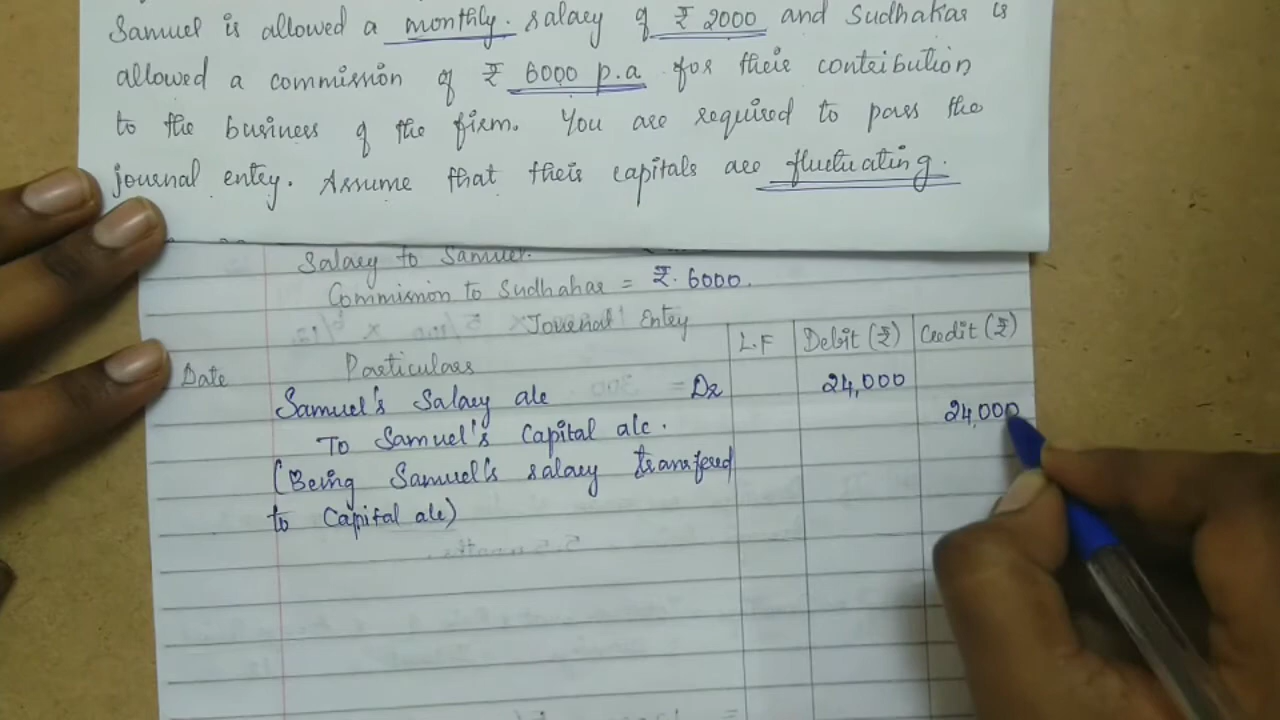 Samuel is allowed a monthly. salary of ₹ 2000 and Sudhakar is
allowed a commission of ₹ 6000 p.a for their contribution
to the business of the firm. You are required to pass the
journal entry. Assume that their capitals are fluctuating.
Salary to Samuel.
Commission to Sudhakar = ₹. 6000.
Journal Entry
Date Particulars L.F Debit (₹) Credit (₹)
Samuel's Salary a/c Dr 24,000
To Samuel's Capital a/c. 24,000
(Being Samuel's salary transfered
to Capital a/c)